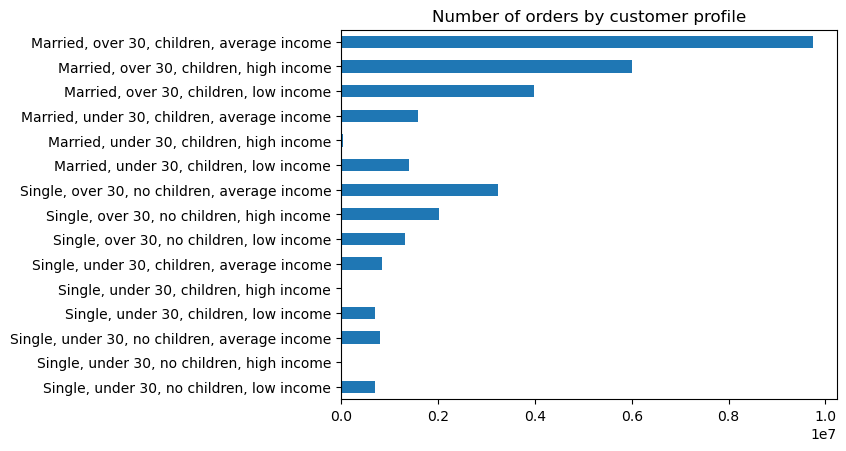 Number of orders by customer profile
Married, over 30, children, average income
Married, over 30, children, high income
Married, over 30, children, low income
Married, under 30, children, average income
Married, under 30, children, high income
Married, under 30, children, low income
Single, over 30, no children, average income
Single, over 30, no children, high income
Single, over 30, no children, low income
Single, under 30, children, average income
Single, under 30, children, high income
Single, under 30, children, low income
Single, under 30, no children, average income
Single, under 30, no children, high income
Single, under 30, no children, low income
0.0 0.2 0.4 0.6 0.8 1.0
1e7